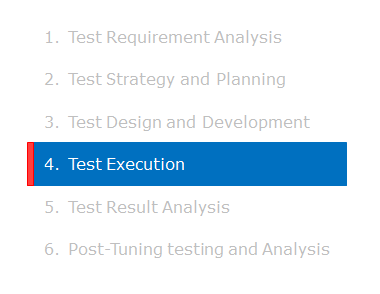 1. Test Requirement Analysis
2. Test Strategy and Planning
3. Test Design and Development
4. Test Execution
5. Test Result Analysis
6. Post-Tuning testing and Analysis